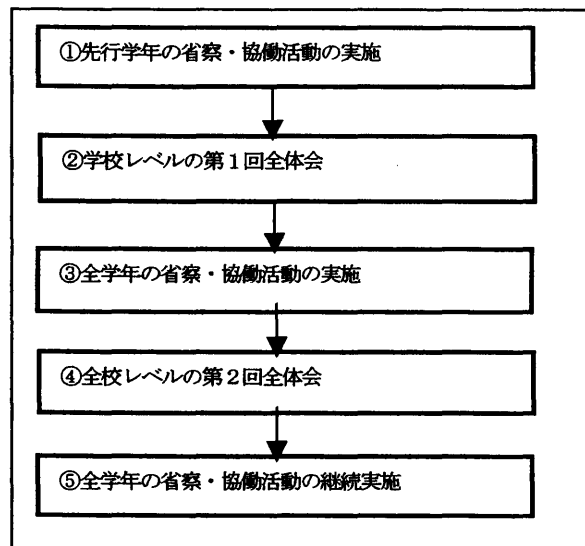 ①先行学年の省察・協働活動の実施
②学校レベルの第1回全体会
③全学年の省察・協働活動の実施
④全校レベルの第2回全体会
⑤全学年の省察・協働活動の継続実施